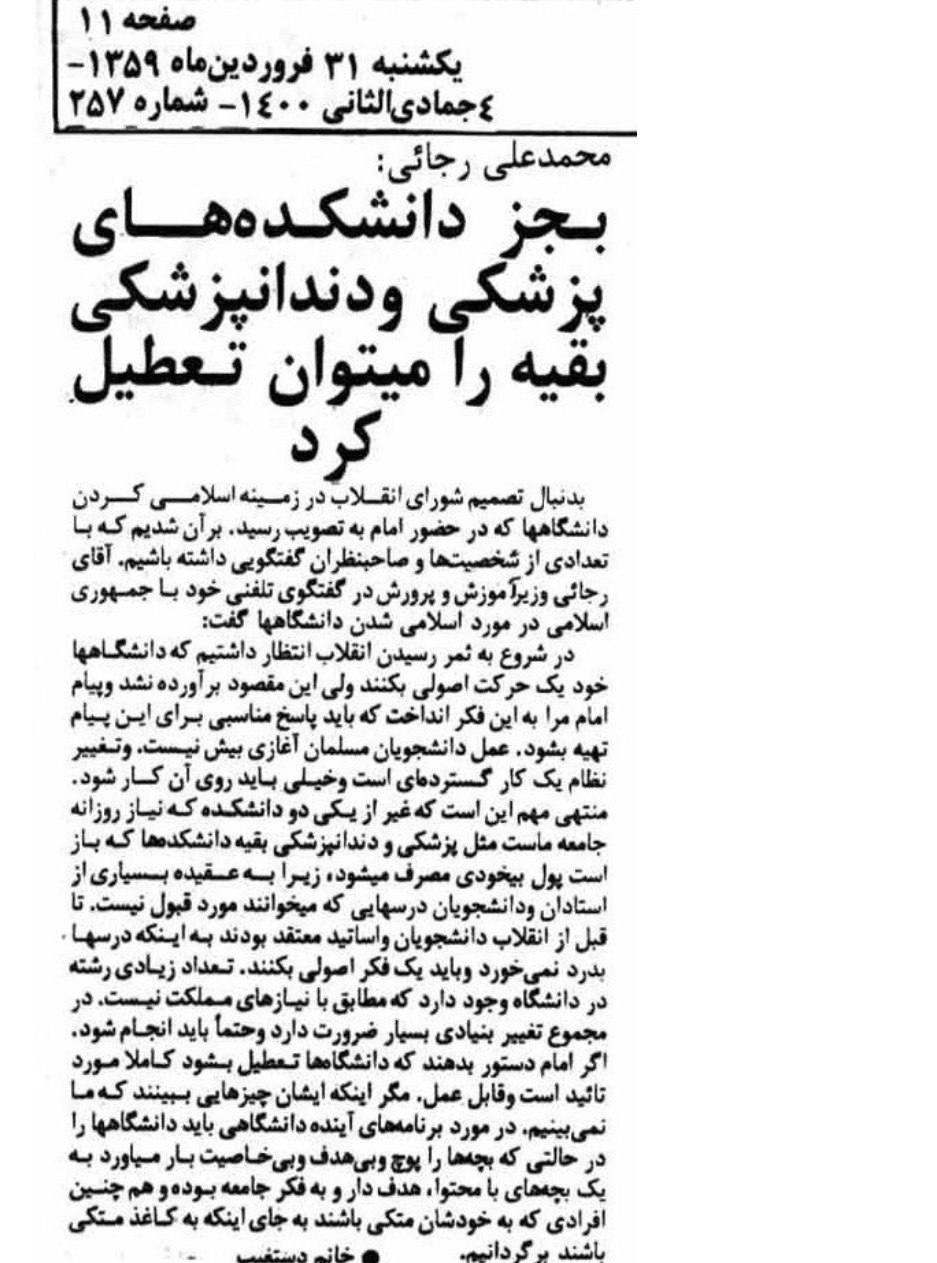 صفحه ۱۱
یکشنبه ۳۱ فروردین‌ماه ۱۳۵۹-
۴جمادی‌الثانی ۱۴۰۰- شماره ۲۵۷
محمدعلی رجائی:
بجز دانشکده‌های
پزشکی ودندانپزشکی
بقیه را میتوان تعطیل
کرد
بدنبال تصمیم شورای انقلاب در زمینه اسلامی کردن
دانشگاهها که در حضور امام به تصویب رسید. برآن شدیم که با
تعدادی از شخصیت‌ها و صاحبنظران گفتگویی داشته باشیم. آقای
رجائی وزیرآموزش و پرورش در گفتگوی تلفنی خود با جمهوری
اسلامی در مورد اسلامی شدن دانشگاهها گفت:
در شروع به ثمر رسیدن انقلاب انتظار داشتیم که دانشگاهها
خود یک حرکت اصولی بکنند ولی این مقصود برآورده نشد وپیام
امام مرا به این فکر انداخت که باید پاسخ مناسبی برای این پیام
تهیه بشود. عمل دانشجویان مسلمان آغازی بیش نیست، وتغییر
نظام یک کار گسترده‌ای است وخیلی باید روی آن کار شود.
منتهی مهم این است که غیر از یکی دو دانشکده که نیاز روزانه
جامعه ماست مثل پزشکی و دندانپزشکی بقیه دانشکده‌ها که باز
است پول بیخودی مصرف میشود، زیرا به عقیده بسیاری از
استادان ودانشجویان درسهایی که میخوانند مورد قبول نیست. تا
قبل از انقلاب دانشجویان واساتید معتقد بودند به اینکه درسها
بدرد نمی‌خورد وباید یک فکر اصولی بکنند. تعداد زیادی رشته
در دانشگاه وجود دارد که مطابق با نیازهای مملکت نیست. در
مجموع تغییر بنیادی بسیار ضرورت دارد وحتماً باید انجام شود.
اگر امام دستور بدهند که دانشگاه‌ها تعطیل بشود کاملا مورد
تائید است وقابل عمل، مگر اینکه ایشان چیزهایی ببینند که ما
نمی‌بینیم. در مورد برنامه‌های آینده دانشگاهی باید دانشگاهها را
در حالتی که بچه‌ها را پوچ وبی‌هدف وبی‌خاصیت بار میاورد به
یک بچه‌های با محتوا، هدف دار و به فکر جامعه بوده و هم چنین
افرادی که به خودشان متکی باشند به جای اینکه به کاغذ متکی
باشند برگردانیم.
● خانم دستغیب